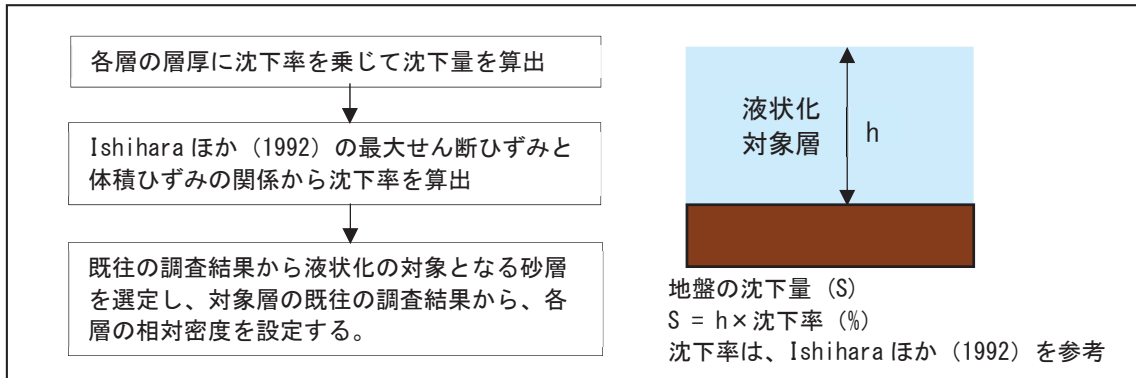 各層の層厚に沈下率を乗じて沈下量を算出
Ishihara ほか（1992）の最大せん断ひずみと
体積ひずみの関係から沈下率を算出
既往の調査結果から液状化の対象となる砂層
を選定し、対象層の既往の調査結果から、各
層の相対密度を設定する。
液状化
対象層
h
地盤の沈下量（S）
S = h×沈下率（%）
沈下率は、Ishihara ほか（1992）を参考